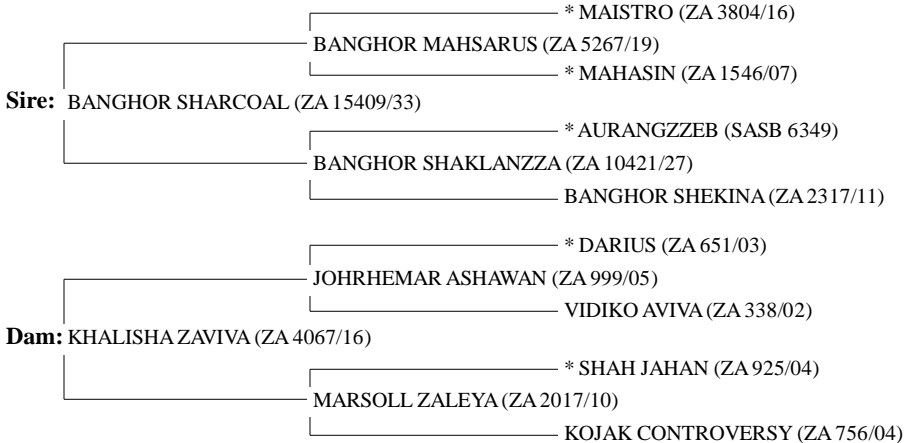 * MAISTRO (ZA 3804/16)
BANGHOR MAHSARUS (ZA 5267/19)
* MAHASIN (ZA 1546/07)
Sire: BANGHOR SHARCOAL (ZA 15409/33)
* AURANGZZEB (SASB 6349)
BANGHOR SHAKLANZZA (ZA 10421/27)
BANGHOR SHEKINA (ZA 2317/11)
* DARIUS (ZA 651/03)
JOHRHEMAR ASHAWAN (ZA 999/05)
VIDIKO AVIVA (ZA 338/02)
Dam: KHALISHA ZAVIVA (ZA 4067/16)
* SHAH JAHAN (ZA 925/04)
MARSOLL ZALEYA (ZA 2017/10)
KOJAK CONTROVERSY (ZA 756/04)